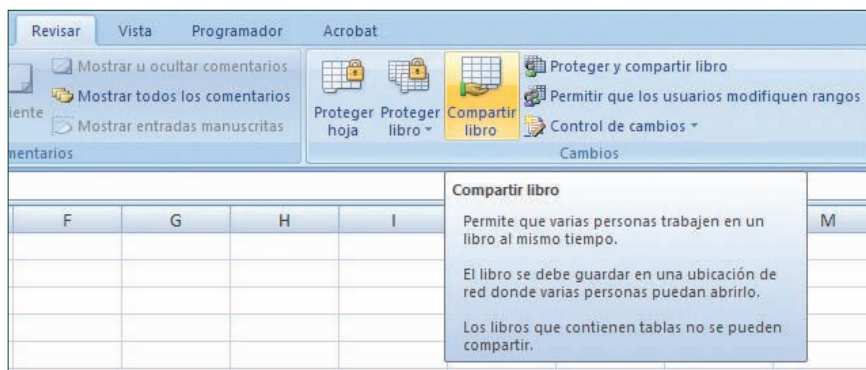 Revisar Vista Programador Acrobat
Mostrar u ocultar comentarios
Mostrar todos los comentarios
Mostrar entradas manuscritas
iente
mentarios
Proteger hoja
Proteger libro
Compartir libro
Proteger y compartir libro
Permitir que los usuarios modifiquen rangos
Control de cambios
Cambios
Compartir libro
Permite que varias personas trabajen en un
libro al mismo tiempo.
El libro se debe guardar en una ubicación de
red donde varias personas puedan abrirlo.
Los libros que contienen tablas no se pueden
compartir.
F G H I M